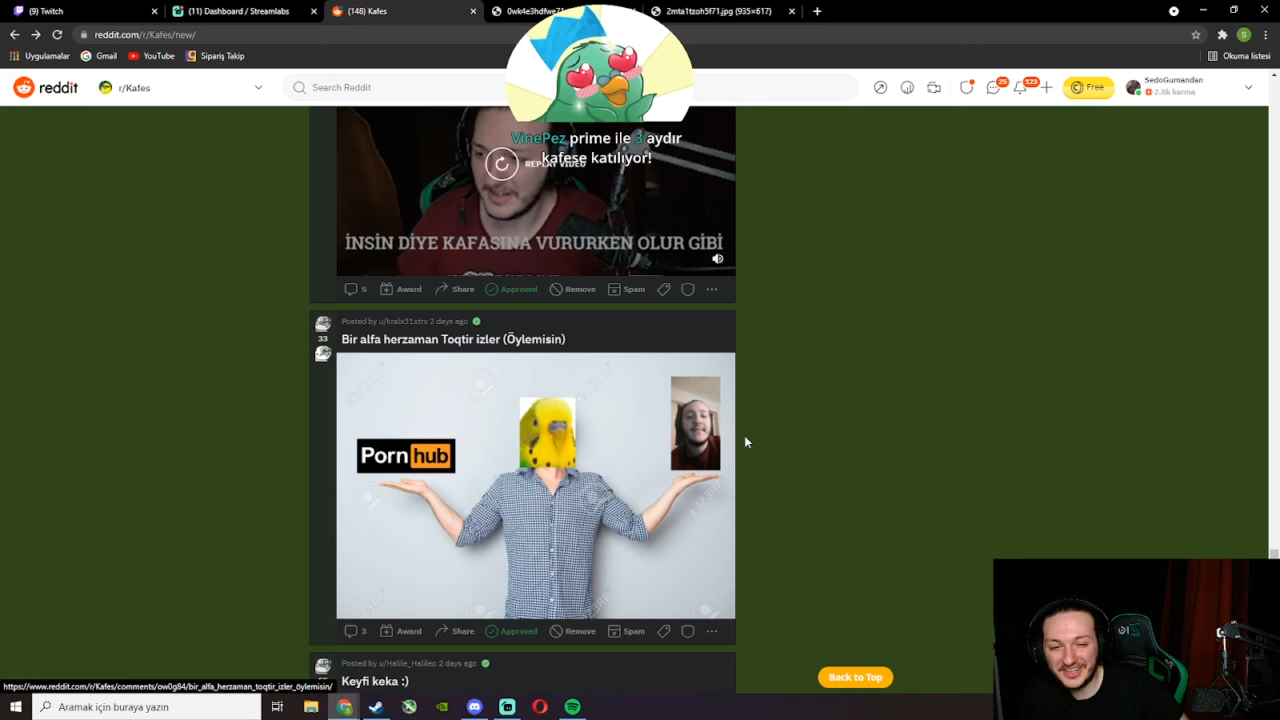 (9) Twitch
(11) Dashboard / Streamlabs
(148) Kafes
2mta1tzoh5f71.jpg (935×617)
reddit.com/r/Kafes/new/
Uygulamalar
Gmail
YouTube
Sipariş Takip
Okuma listesi
reddit
r/Kafes
Search Reddit
25
123
Free
SedoGumandan
2.8k karma
VinePez prime ile 3 aydır
kafese katılıyor!
REPLAY VIDEO
İNSİN DİYE KAFASINA VURURKEN OLUR GİBİ
5 Award Share Approved Remove Spam
Posted by u/kralx31xtrx 2 days ago
33
Bir alfa herzaman Toqtir izler (Öylemisin)
Porn hub
123RF
3 Award Share Approved Remove Spam
Posted by u/Halile_Halileo 2 days ago
Keyfi keka :)
Back to Top
https://www.reddit.com/r/Kafes/comments/ow0g84/bir_alfa_herzaman_toqtir_izler_öylemisin/
Aramak için buraya yazın